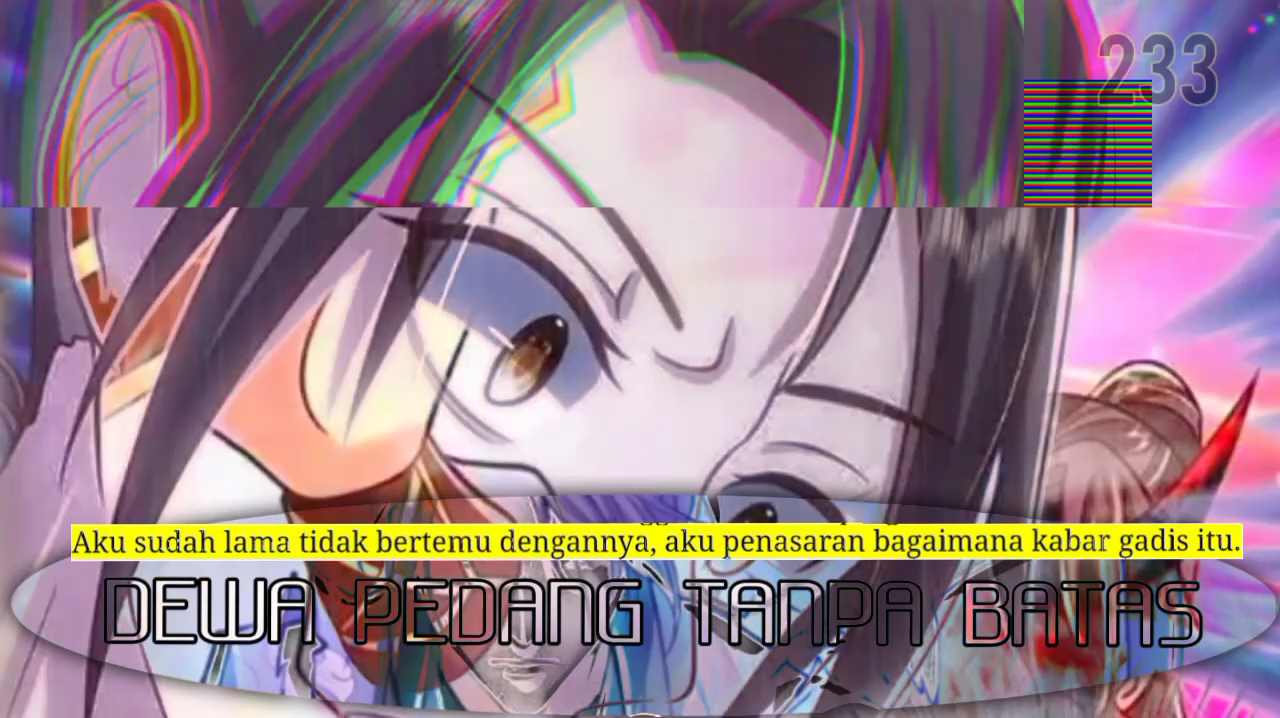 233
Aku sudah lama tidak bertemu dengannya, aku penasaran bagaimana kabar gadis itu.
DEWA PEDANG TANPA BATAS